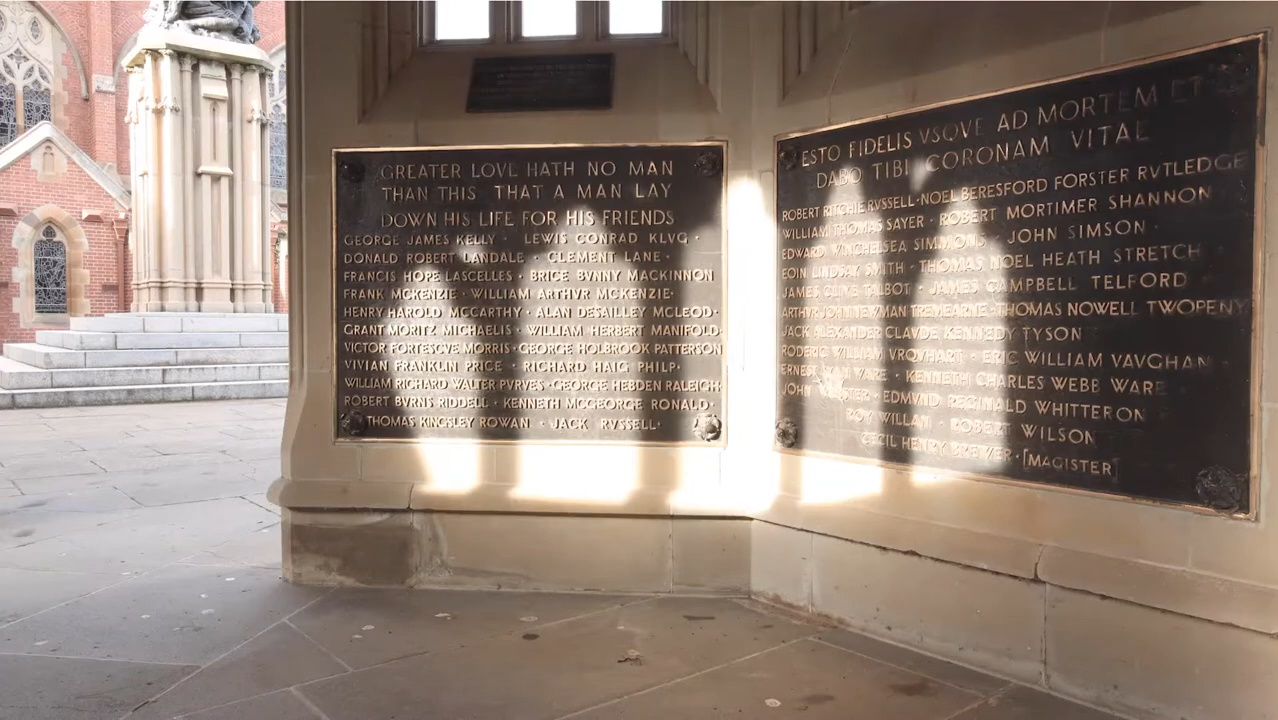 GREATER LOVE HATH NO MAN
THAN THIS THAT A MAN LAY
DOWN HIS LIFE FOR HIS FRIENDS
GEORGE JAMES KELLY · LEWIS CONRAD KLVG ·
DONALD ROBERT LANDALE · CLEMENT LANE ·
FRANCIS HOPE LASCELLES · BRICE BVNNY MACKINNON
FRANK MCKENZIE · WILLIAM ARTHVR MCKENZIE ·
HENRY HAROLD MCCARTHY · ALAN DESAILLEY MCLEOD ·
GRANT MORITZ MICHAELIS · WILLIAM HERBERT MANIFOLD ·
VICTOR FORTESCVE MORRIS · GEORGE HOLBROOK PATTERSON
VIVIAN FRANKLIN PRICE · RICHARD HAIG PHILP ·
WILLIAM RICHARD WALTER PVRVES · GEORGE HEBDEN RALEIGH ·
ROBERT BVRNS RIDDELL · KENNETH MCGEORGE RONALD ·
THOMAS KINGSLEY ROWAN · JACK RVSSELL ·
ESTO FIDELIS VSQVE AD MORTEM ET
DABO TIBI CORONAM VITAE
ROBERT RITCHIE RVSSELL · NOEL BERESFORD FORSTER RVTLEDGE
WILLIAM THOMAS SAYER · ROBERT MORTIMER SHANNON
EDWARD WINCHELSEA SIMMONS · JOHN SIMSON ·
EOIN LINDSAY SMITH · THOMAS NOEL HEATH STRETCH ·
JAMES CLIVE TALBOT · JAMES CAMPBELL TELFORD ·
ARTHVR JOHN NEWMAN TREMEARNE · THOMAS NOWELL TWOPENY
JACK ALEXANDER CLAVDE KENNEDY TYSON
RODERIC WILLIAM VRQVHART · ERIC WILLIAM VAVGHAN
ERNEST WARE · KENNETH CHARLES WEBB WARE
JOHN · EDMVND REGINALD WHITTERON
ROY WILLAN · ROBERT WILSON
CECIL HENRY BREWER · [MAGISTER]